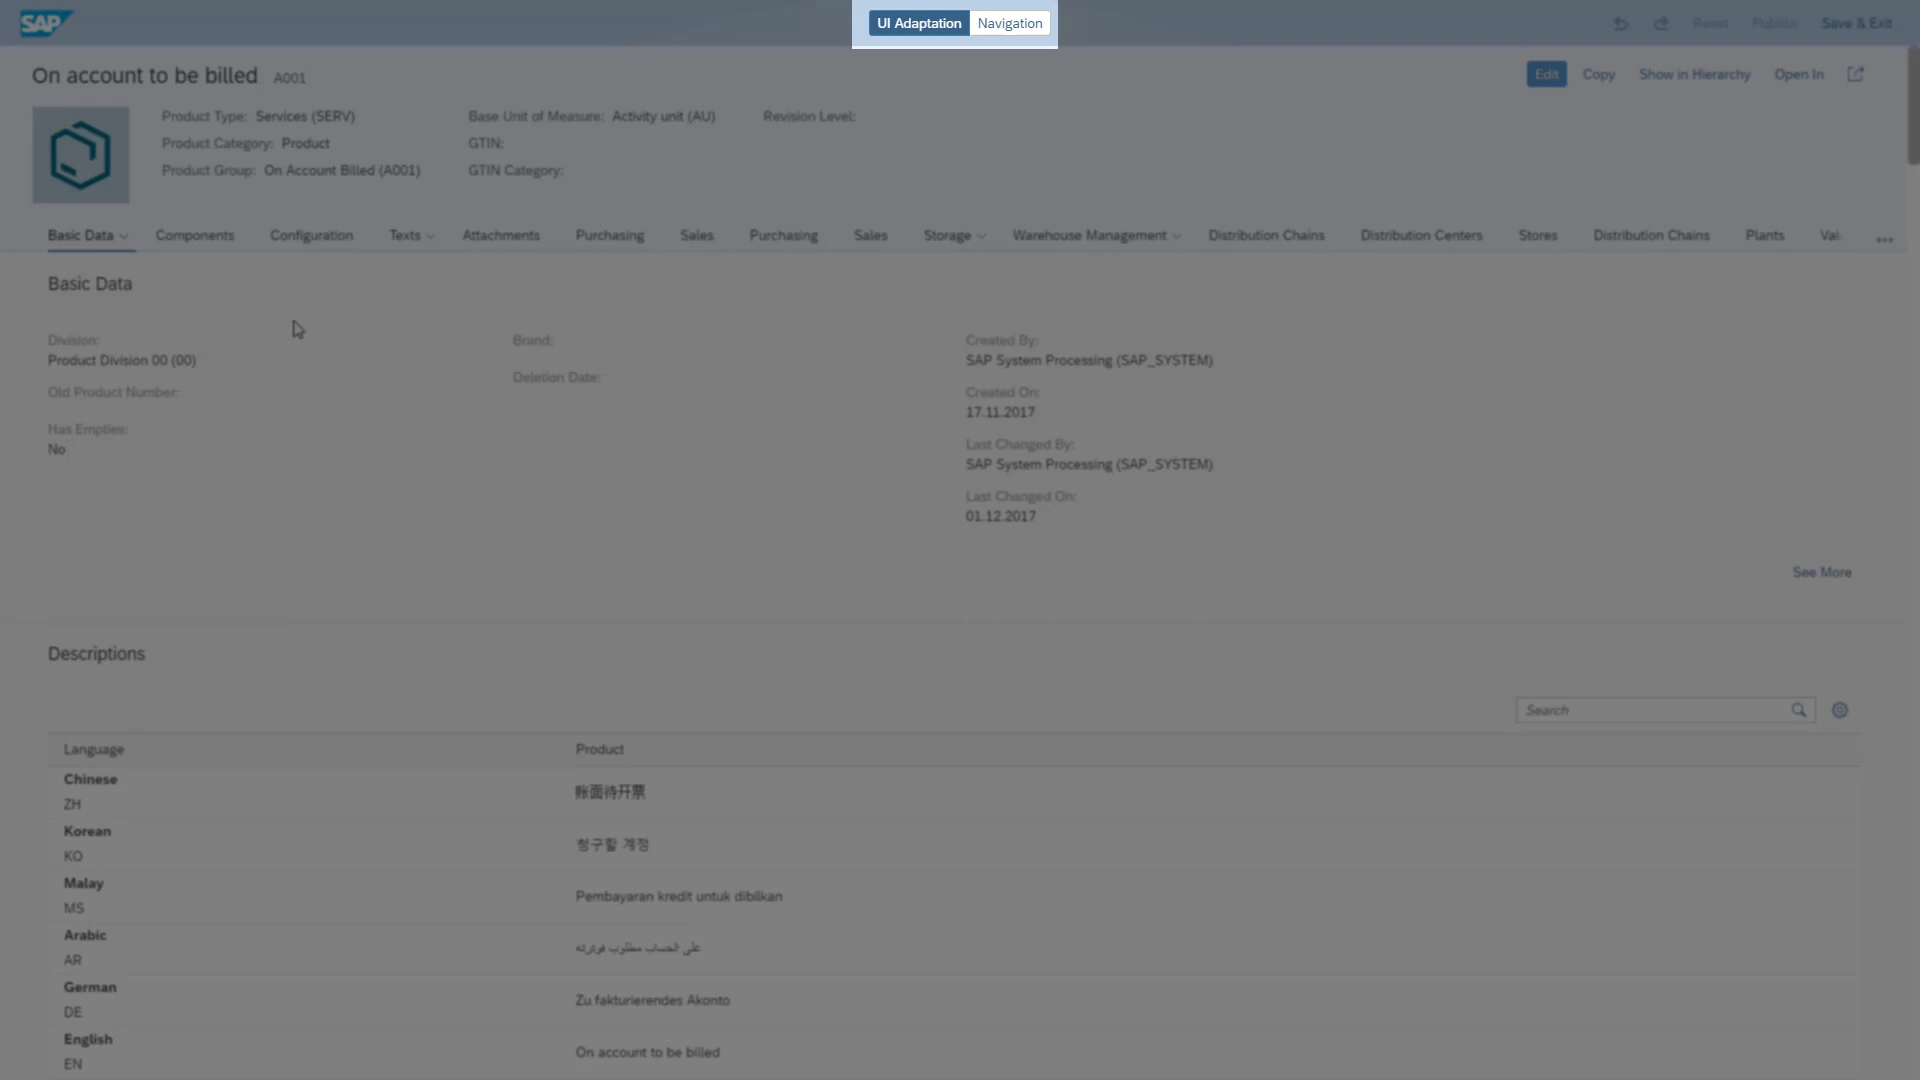 SAP UI Adaptation Navigation Reset Publish Save & Exit
On account to be billed A001 Edit Copy Show in Hierarchy Open In
Product Type: Services (SERV) Base Unit of Measure: Activity unit (AU) Revision Level:
Product Category: Product GTIN:
Product Group: On Account Billed (A001) GTIN Category:
Basic Data Components Configuration Texts Attachments Purchasing Sales Purchasing Sales Storage Warehouse Management Distribution Chains Distribution Centers Stores Distribution Chains Plants
Basic Data
Division: Brand: Created By:
Product Division 00 (00) SAP System Processing (SAP_SYSTEM)
Deletion Date:
Old Product Number: Created On:
17.11.2017
Has Empties: Last Changed By:
No SAP System Processing (SAP_SYSTEM)
Last Changed On:
01.12.2017
See More
Descriptions
Search
Language Product
Chinese
ZH 账面待开票
Korean
KO 청구할 계정
Malay
MS Pembayaran kredit untuk dibilkan
Arabic
AR على الحساب مطلوب فوترته
German
DE Zu fakturierendes Akonto
English
EN On account to be billed